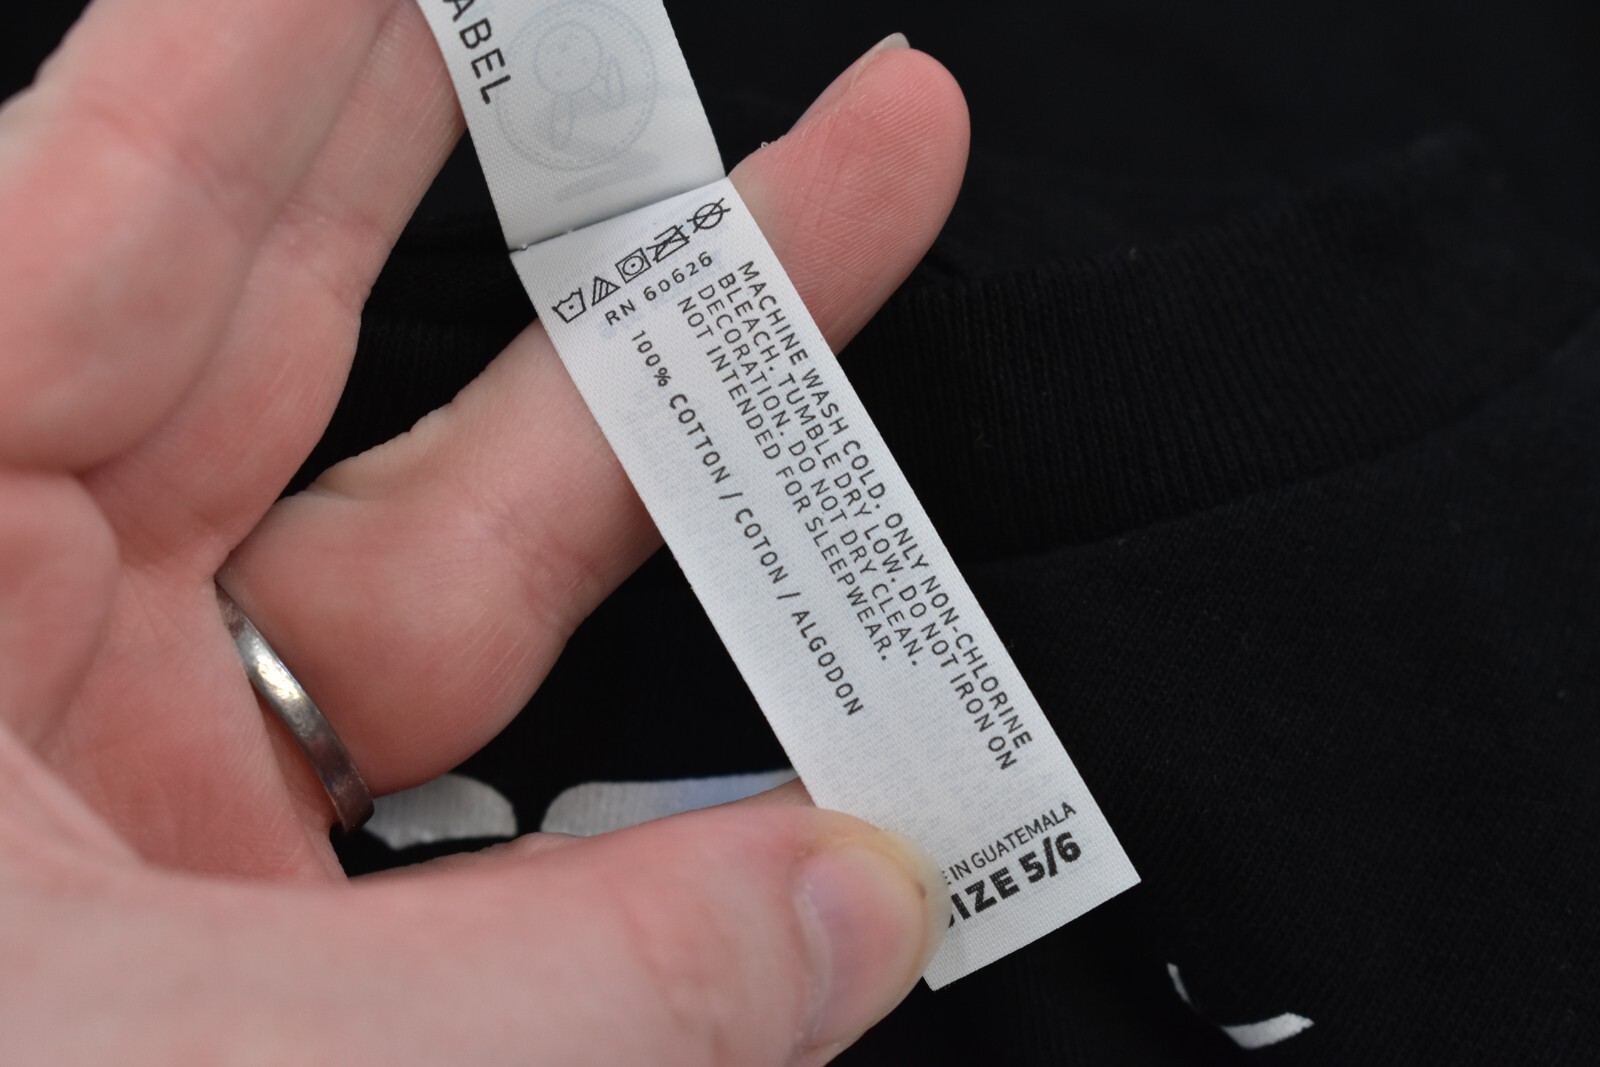 ABEL
RN 60626
MACHINE WASH COLD. ONLY NON-CHLORINE
BLEACH. TUMBLE DRY LOW. DO NOT IRON ON
DECORATION. DO NOT DRY CLEAN.
NOT INTENDED FOR SLEEPWEAR.
100% COTTON / COTON / ALGODON
E IN GUATEMALA
SIZE 5/6